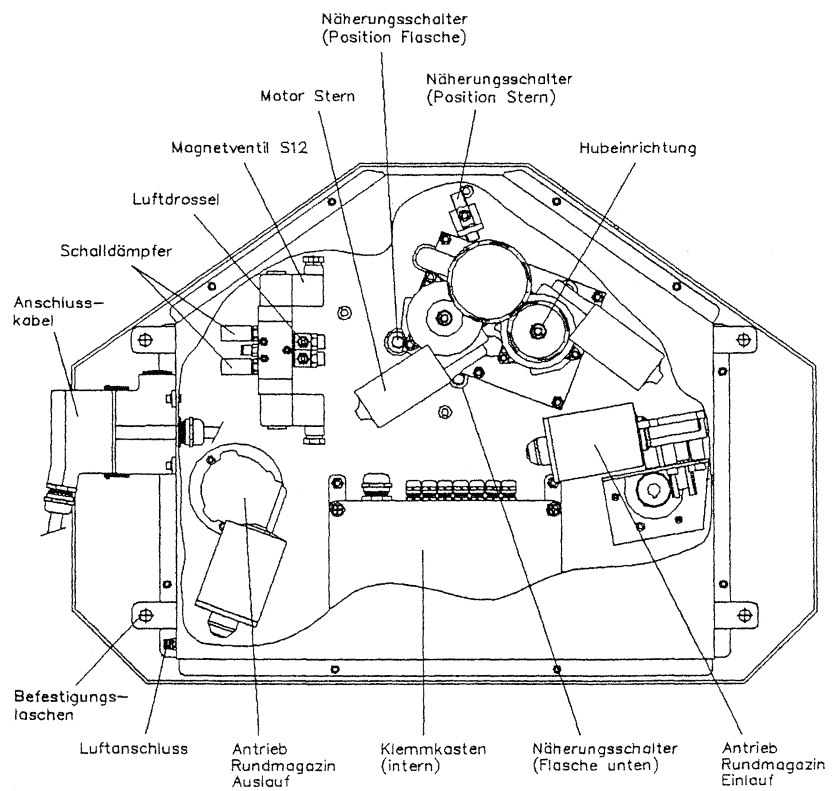 Näherungsschalter
(Position Flasche)
Näherungsschalter
(Position Stern)
Motor Stern
Magnetventil S12
Hubeinrichtung
Luftdrossel
Schalldämpfer
Anschluss-
kabel
Befestigungs-
laschen
Luftanschluss
Antrieb
Rundmagazin
Auslauf
Klemmkasten
(intern)
Näherungsschalter
(Flasche unten)
Antrieb
Rundmagazin
Einlauf